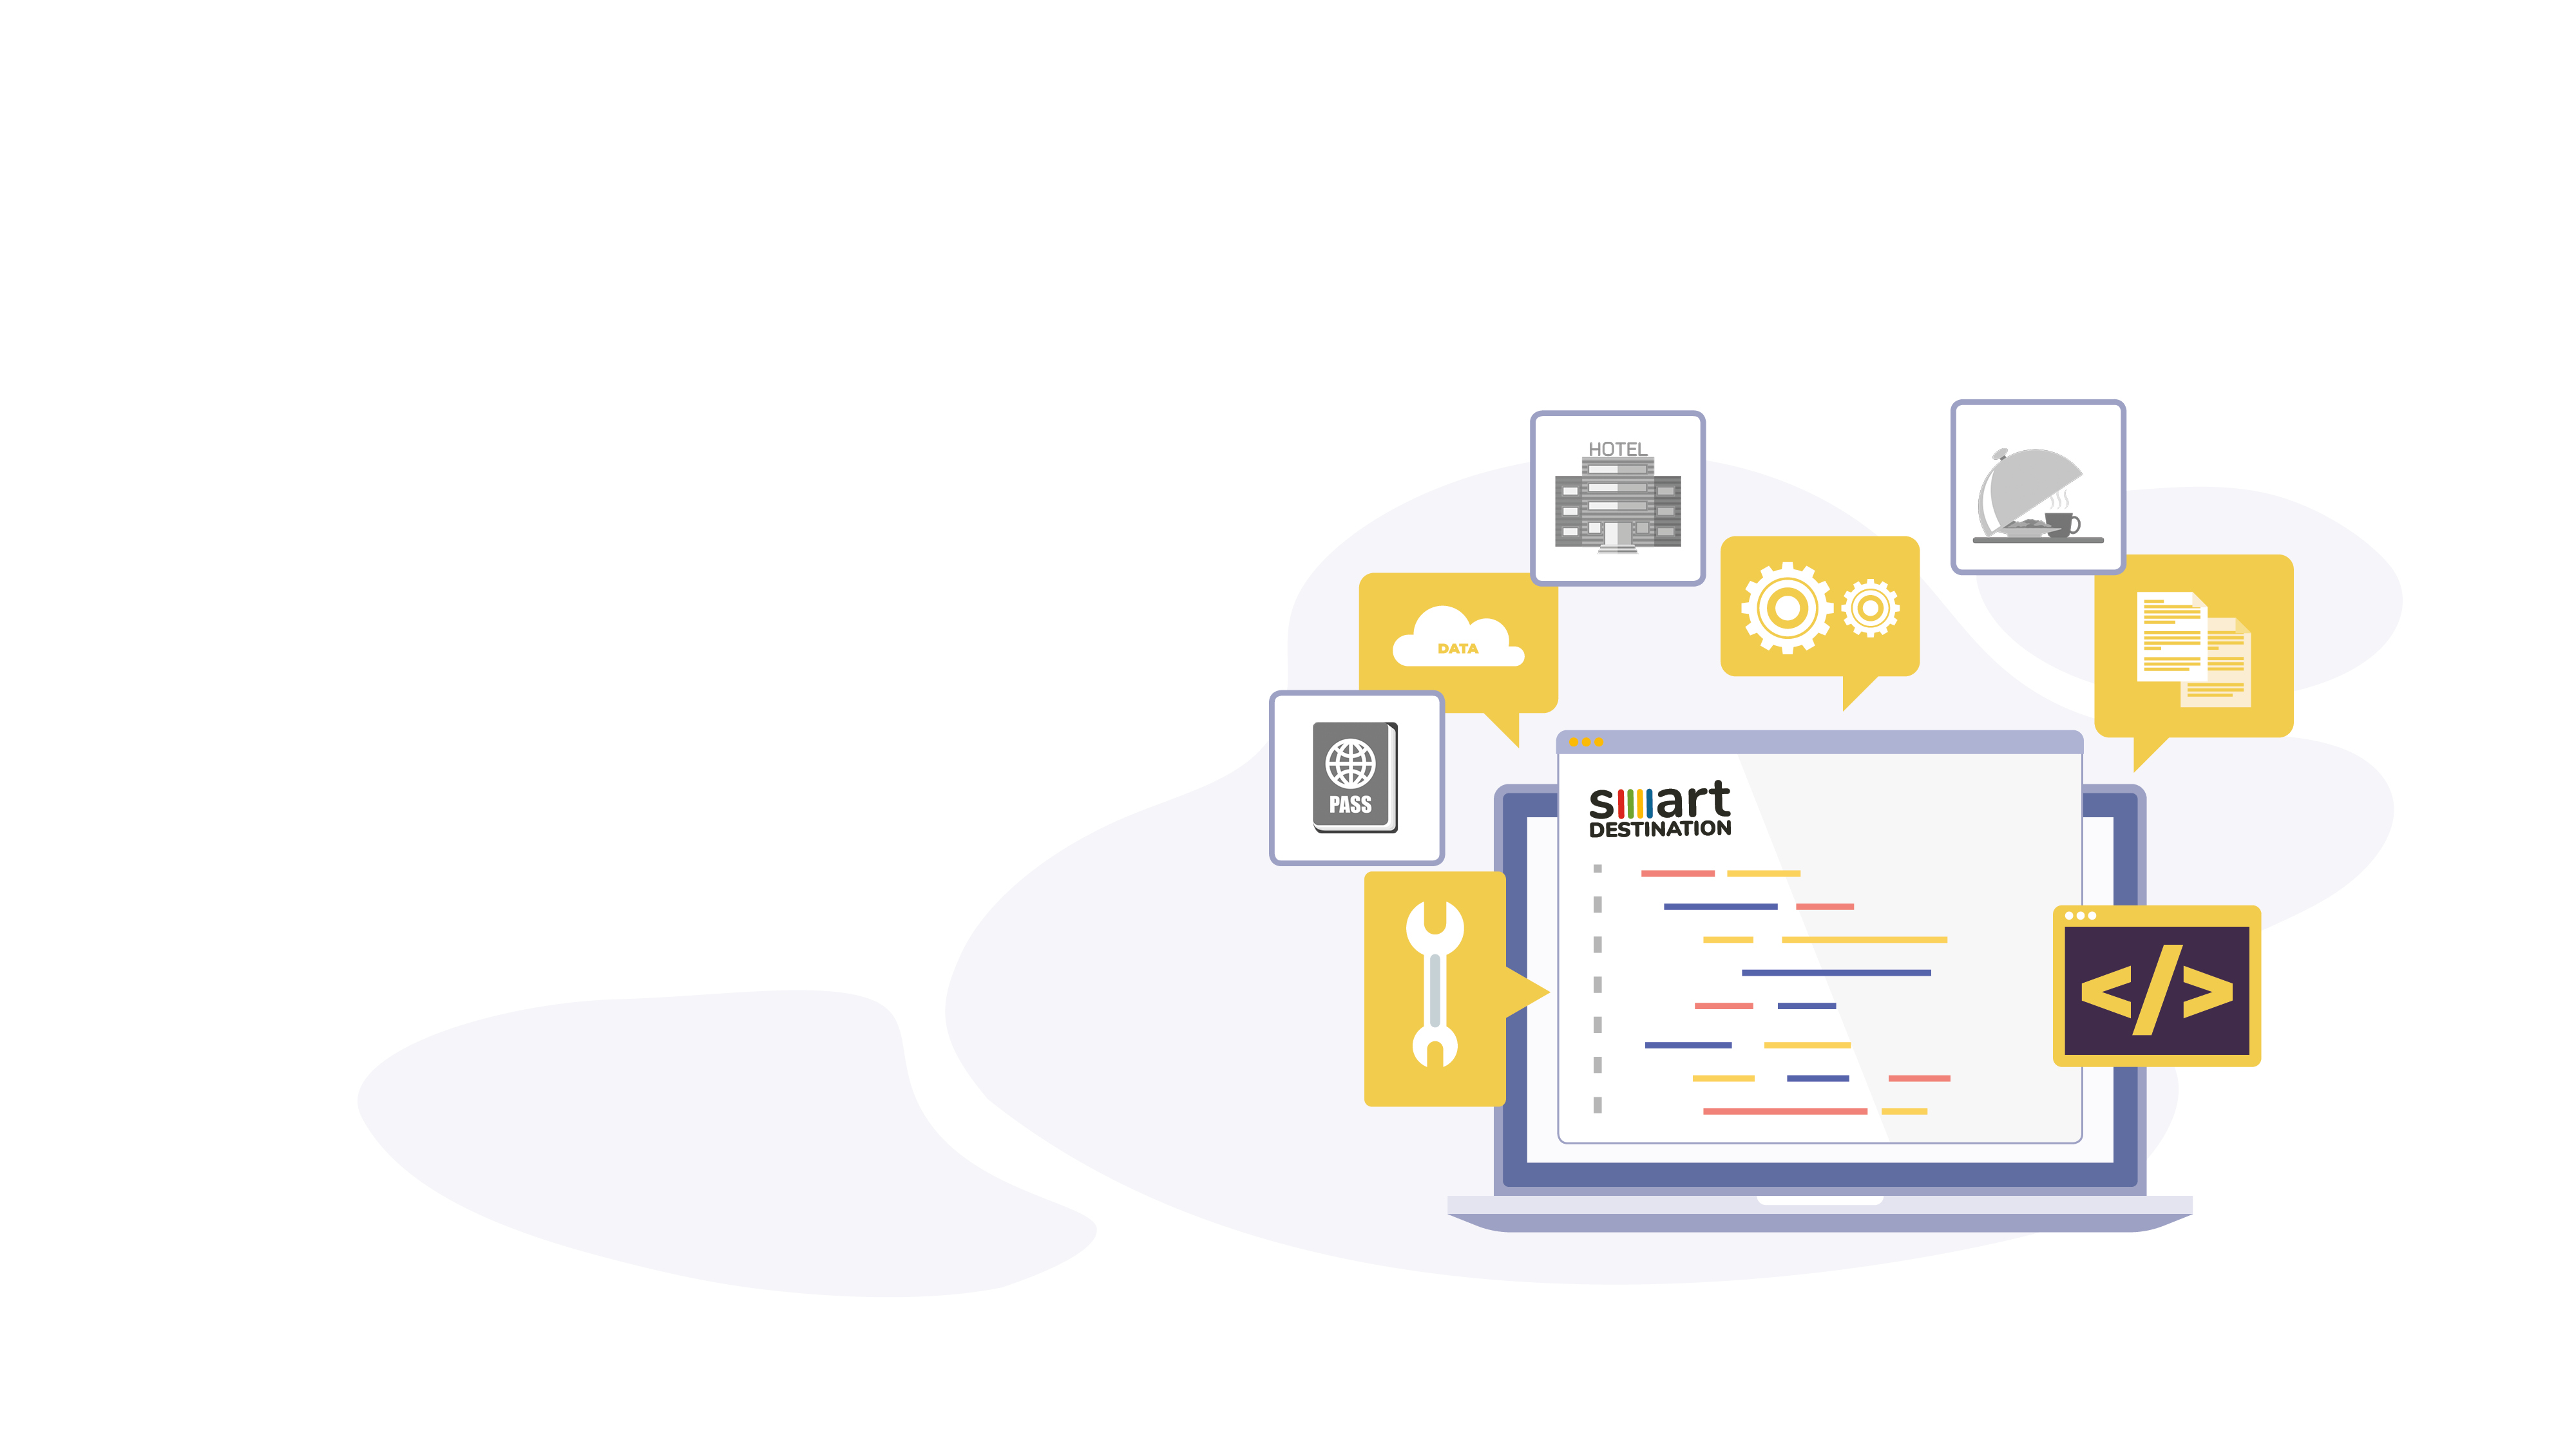 HOTEL
DATA
PASS
smart
DESTINATION
</>